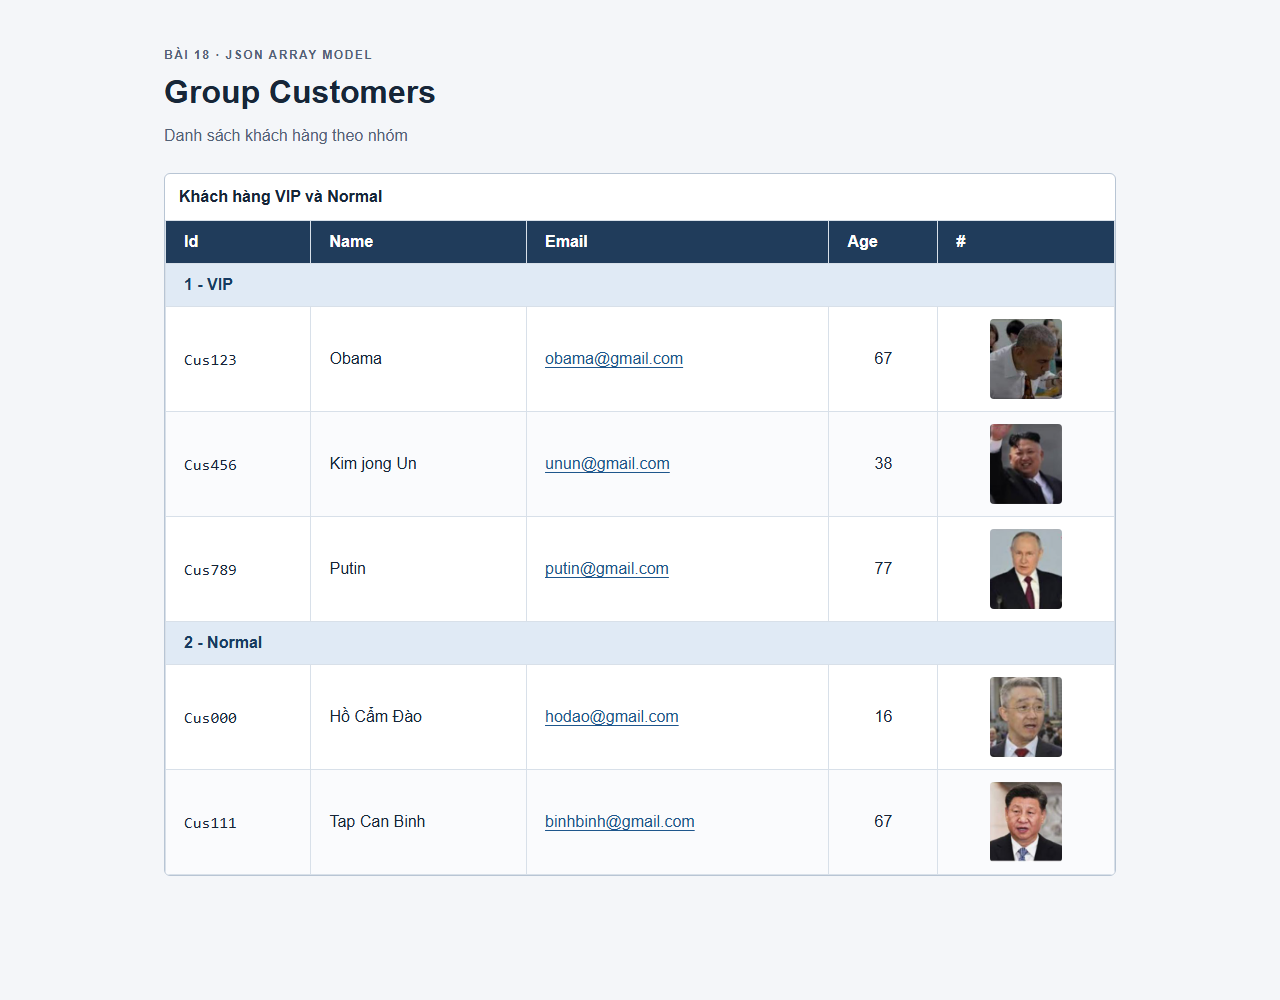 BÀI 18 · JSON ARRAY MODEL
Group Customers
Danh sách khách hàng theo nhóm
Khách hàng VIP và Normal
Id Name Email Age #
1 - VIP
Cus123 Obama obama@gmail.com 67
Cus456 Kim jong Un unun@gmail.com 38
Cus789 Putin putin@gmail.com 77
2 - Normal
Cus000 Hồ Cẩm Đào hodao@gmail.com 16
Cus111 Tap Can Binh binhbinh@gmail.com 67